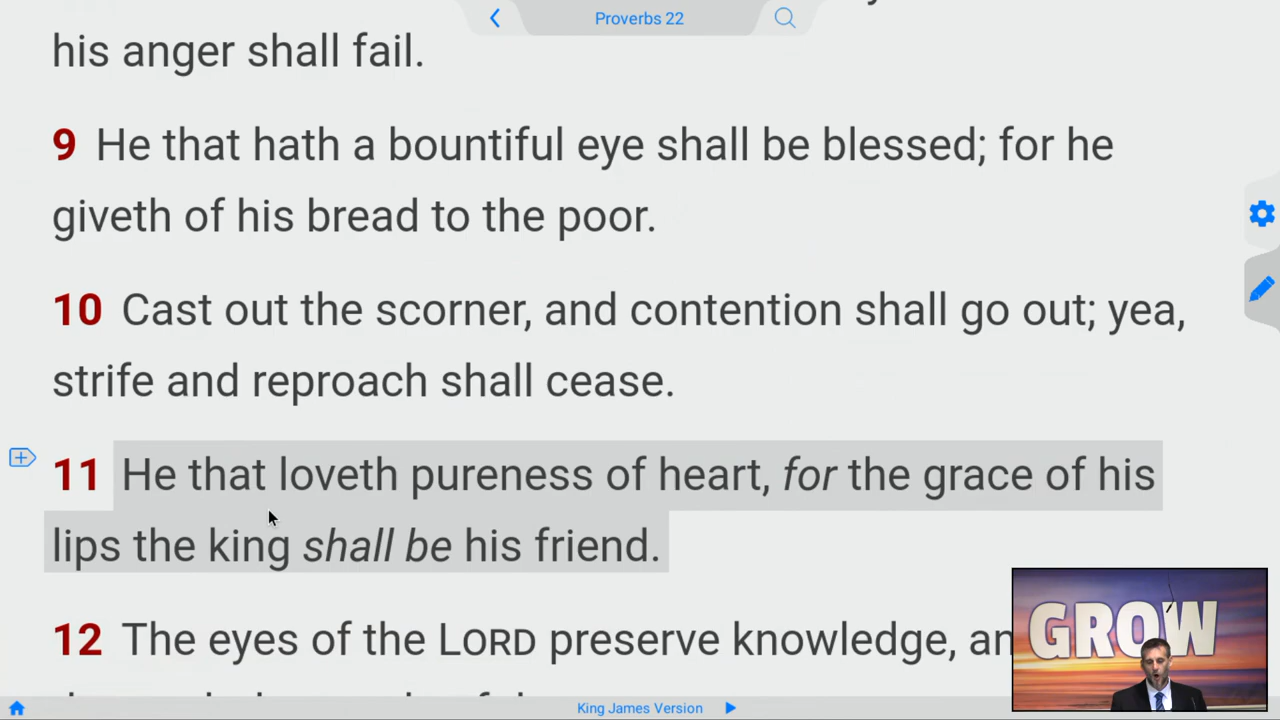 Proverbs 22
his anger shall fail.
9 He that hath a bountiful eye shall be blessed; for he
giveth of his bread to the poor.
10 Cast out the scorner, and contention shall go out; yea,
strife and reproach shall cease.
11 He that loveth pureness of heart, for the grace of his
lips the king shall be his friend.
12 The eyes of the LORD preserve knowledge, an
GROW
King James Version